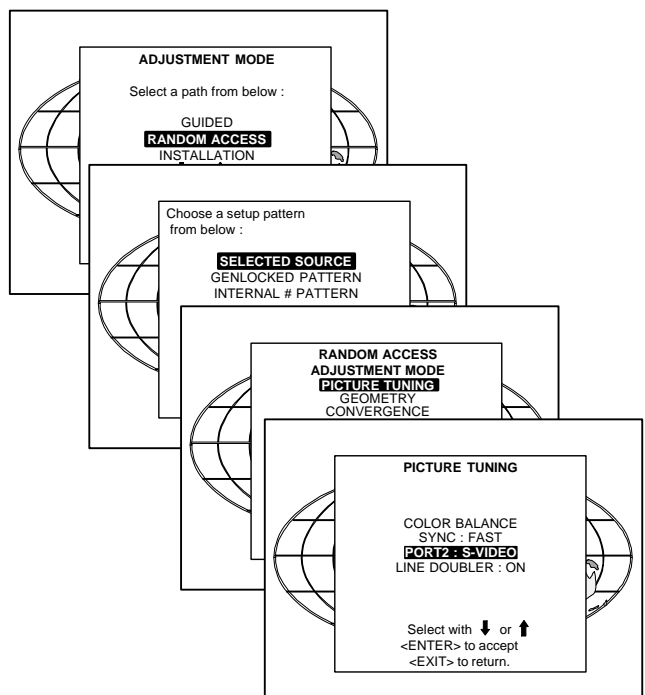 ADJUSTMENT MODE
Select a path from below :
GUIDED
RANDOM ACCESS
INSTALLATION
Choose a setup pattern
from below :
SELECTED SOURCE
GENLOCKED PATTERN
INTERNAL # PATTERN
RANDOM ACCESS
ADJUSTMENT MODE
PICTURE TUNING
GEOMETRY
CONVERGENCE
PICTURE TUNING
COLOR BALANCE
SYNC : FAST
PORT2 : S-VIDEO
LINE DOUBLER : ON
Select with ↓ or ↑
<ENTER> to accept
<EXIT> to return.